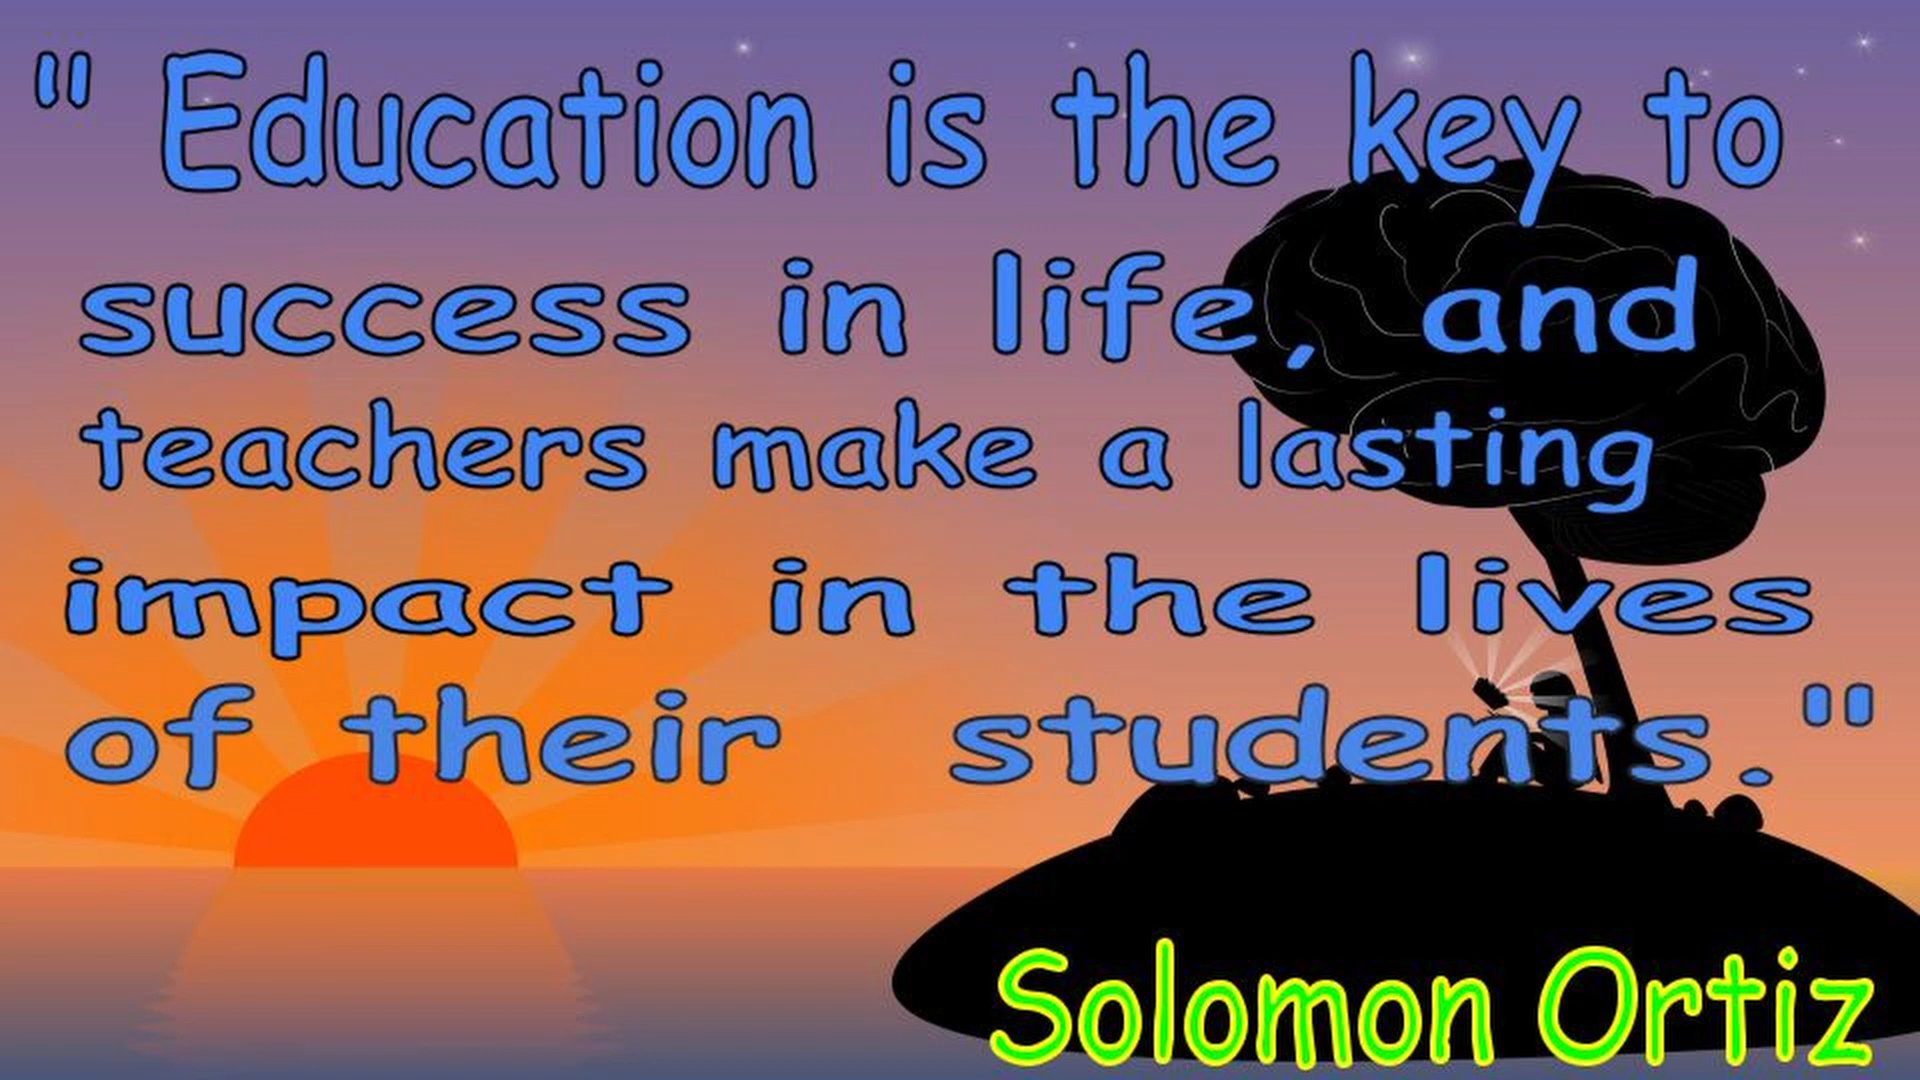 " Education is the key to
success in life, and
teachers make a lasting
impact in the lives
of their students."
Solomon Ortiz